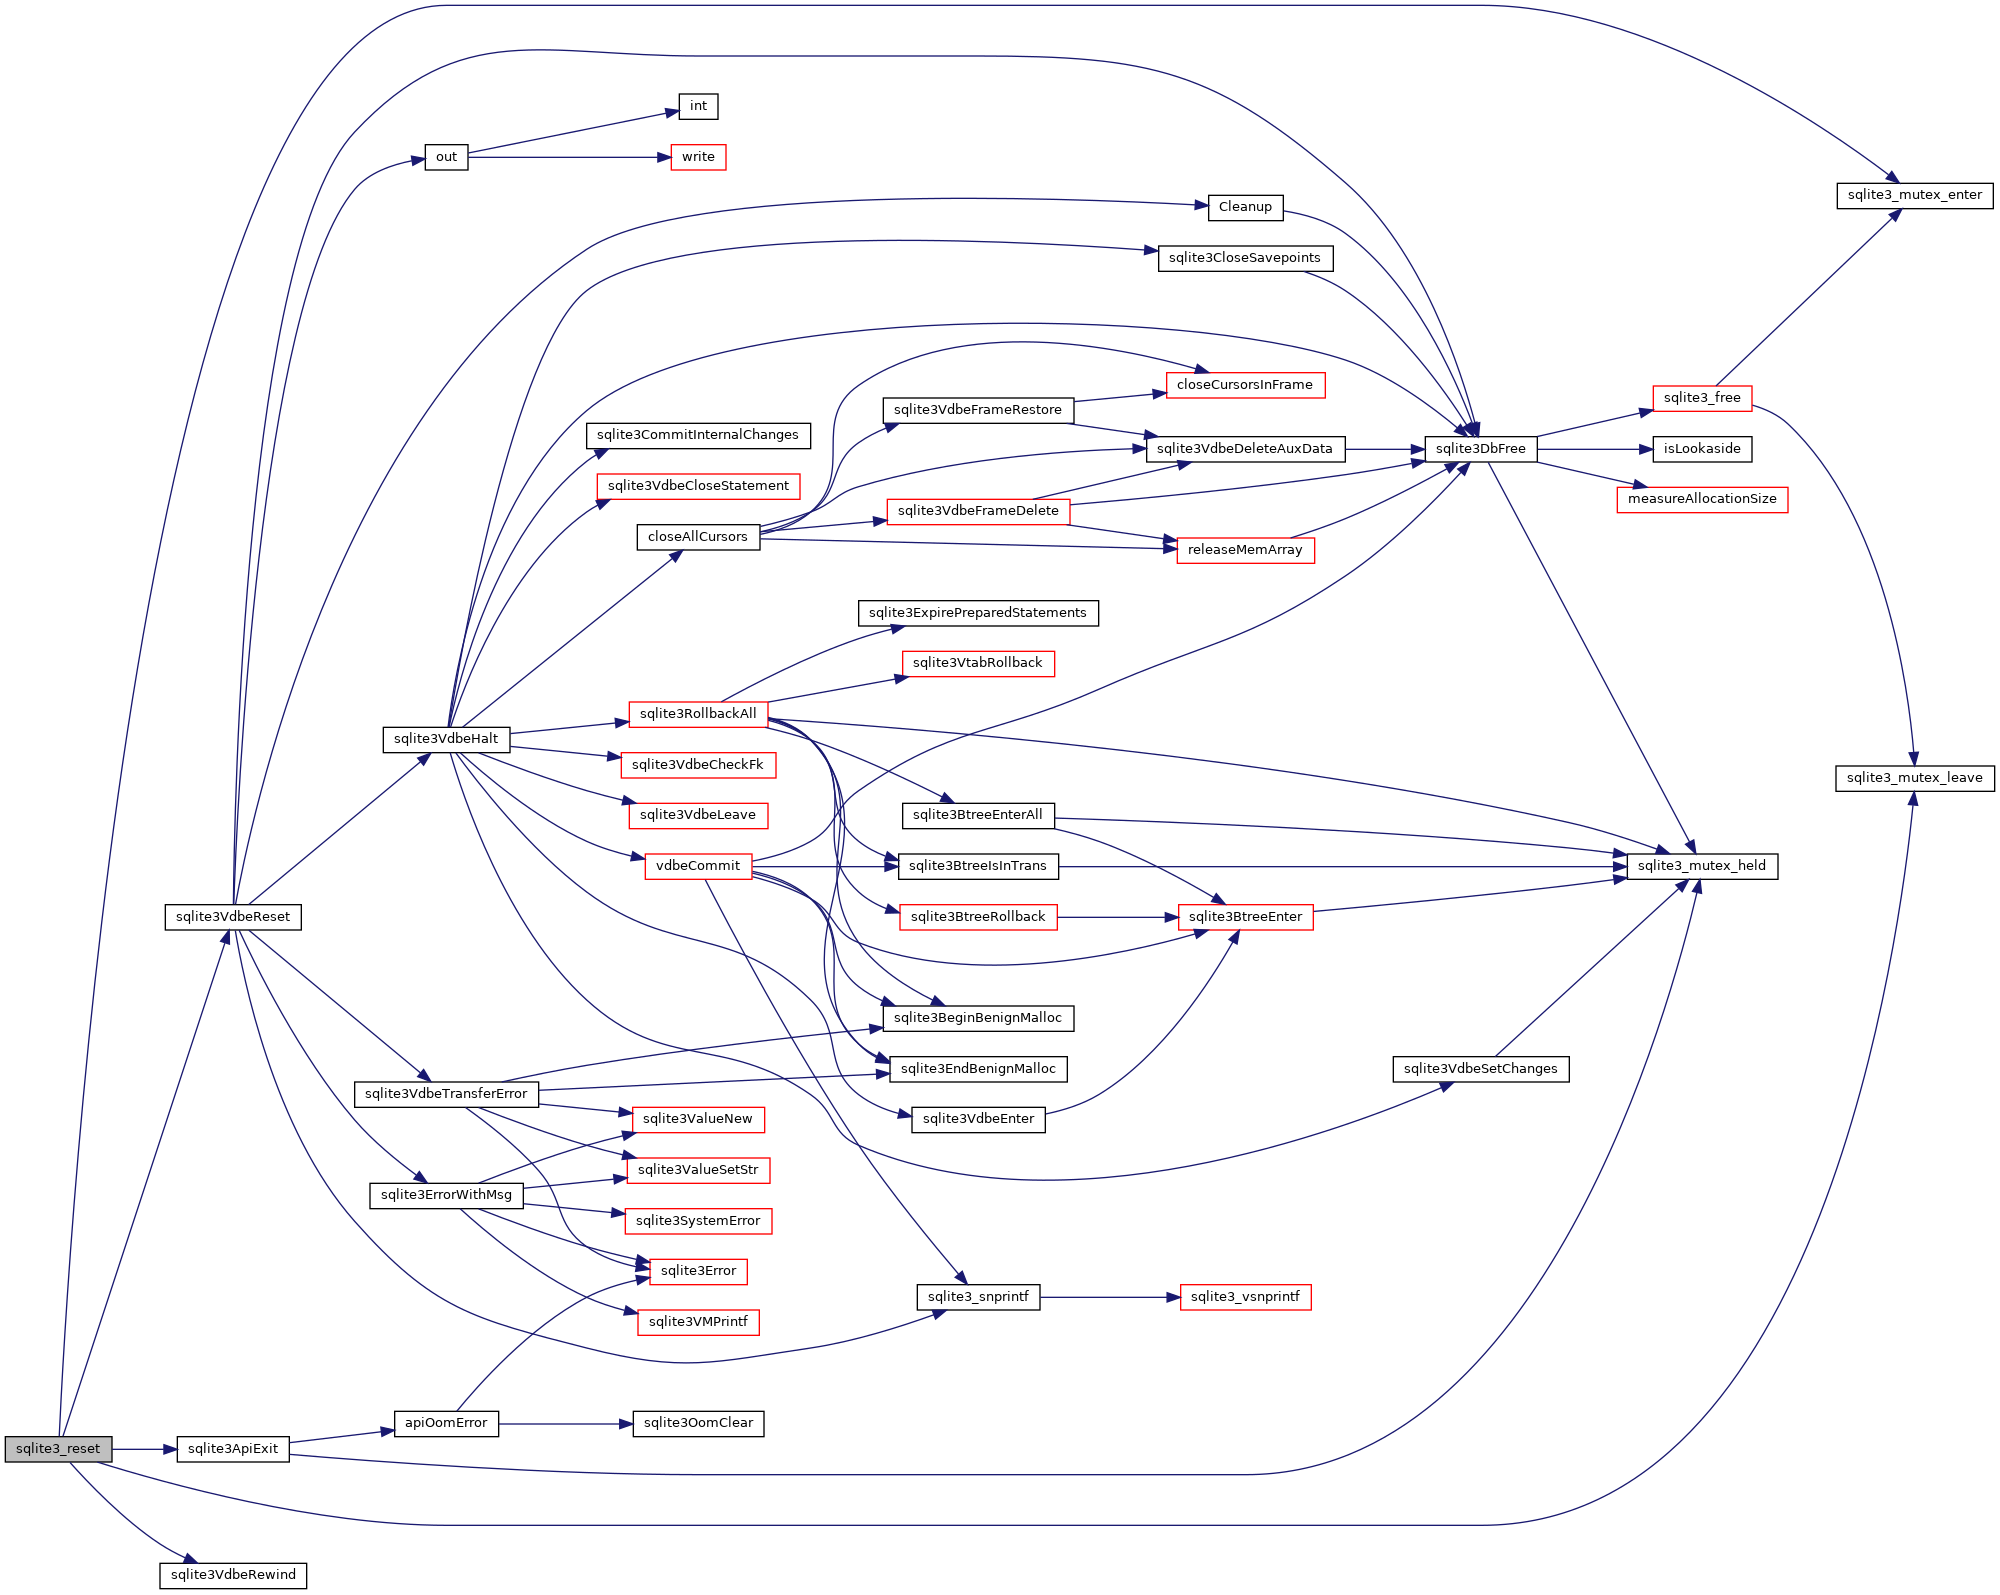 int
out
write
sqlite3_mutex_enter
Cleanup
sqlite3CloseSavepoints
closeCursorsInFrame
sqlite3_free
sqlite3VdbeFrameRestore
sqlite3CommitInternalChanges
sqlite3VdbeDeleteAuxData
sqlite3DbFree
isLookaside
sqlite3VdbeCloseStatement
measureAllocationSize
sqlite3VdbeFrameDelete
closeAllCursors
releaseMemArray
sqlite3ExpirePreparedStatements
sqlite3VtabRollback
sqlite3RollbackAll
sqlite3VdbeHalt
sqlite3VdbeCheckFk
sqlite3_mutex_leave
sqlite3VdbeLeave
sqlite3BtreeEnterAll
vdbeCommit
sqlite3BtreeIsInTrans
sqlite3_mutex_held
sqlite3VdbeReset
sqlite3BtreeRollback
sqlite3BtreeEnter
sqlite3BeginBenignMalloc
sqlite3EndBenignMalloc
sqlite3VdbeSetChanges
sqlite3VdbeTransferError
sqlite3ValueNew
sqlite3VdbeEnter
sqlite3ValueSetStr
sqlite3ErrorWithMsg
sqlite3SystemError
sqlite3Error
sqlite3_snprintf
sqlite3_vsnprintf
sqlite3VMPrintf
apiOomError
sqlite3OomClear
sqlite3_reset
sqlite3ApiExit
sqlite3VdbeRewind